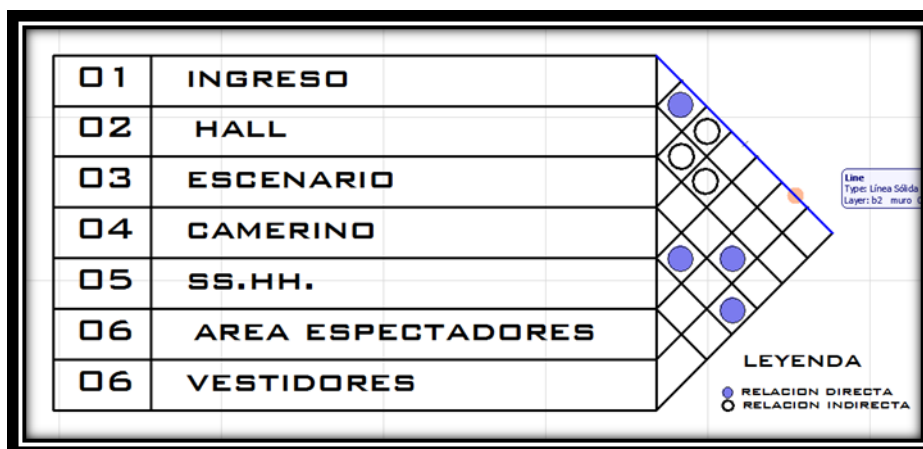 01 INGRESO
02 HALL
03 ESCENARIO
04 CAMERINO
05 SS.HH.
06 AREA ESPECTADORES
06 VESTIDORES
Line
Type: Línea Sólida
Layer: b2 muro
LEYENDA
RELACION DIRECTA
RELACION INDIRECTA